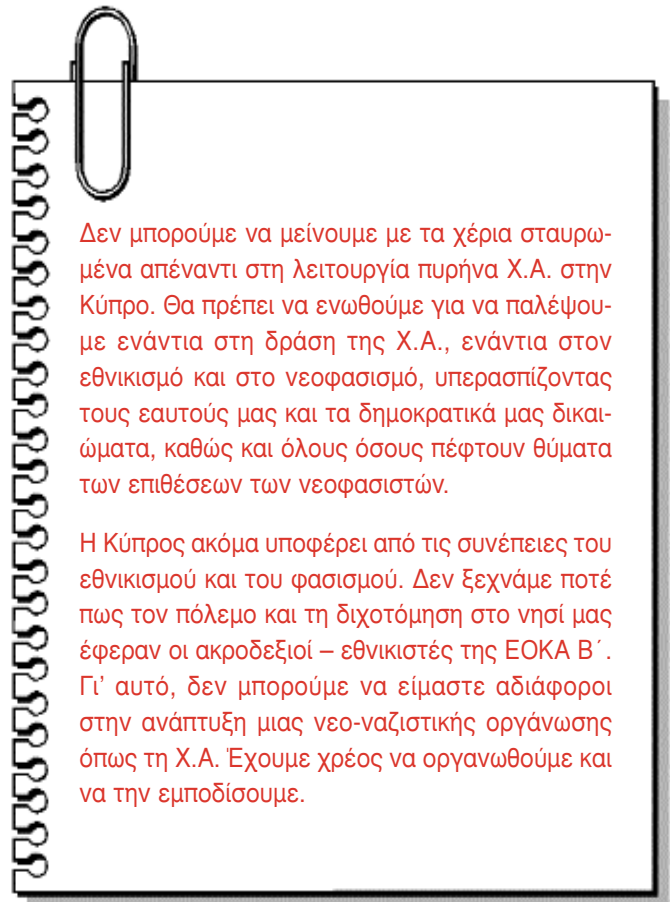 Δεν μπορούμε να μείνουμε με τα χέρια σταυρω-
μένα απέναντι στη λειτουργία πυρήνα Χ.Α. στην
Κύπρο. Θα πρέπει να ενωθούμε για να παλέψου-
με ενάντια στη δράση της Χ.Α., ενάντια στον
εθνικισμό και στο νεοφασισμό, υπερασπίζοντας
τους εαυτούς μας και τα δημοκρατικά μας δικαι-
ώματα, καθώς και όλους όσους πέφτουν θύματα
των επιθέσεων των νεοφασιστών.
Η Κύπρος ακόμα υποφέρει από τις συνέπειες του
εθνικισμού και του φασισμού. Δεν ξεχνάμε ποτέ
πως τον πόλεμο και τη διχοτόμηση στο νησί μας
έφεραν οι ακροδεξιοί – εθνικιστές της ΕΟΚΑ Β΄.
Γι’ αυτό, δεν μπορούμε να είμαστε αδιάφοροι
στην ανάπτυξη μιας νεο-ναζιστικής οργάνωσης
όπως τη Χ.Α. Έχουμε χρέος να οργανωθούμε και
να την εμποδίσουμε.